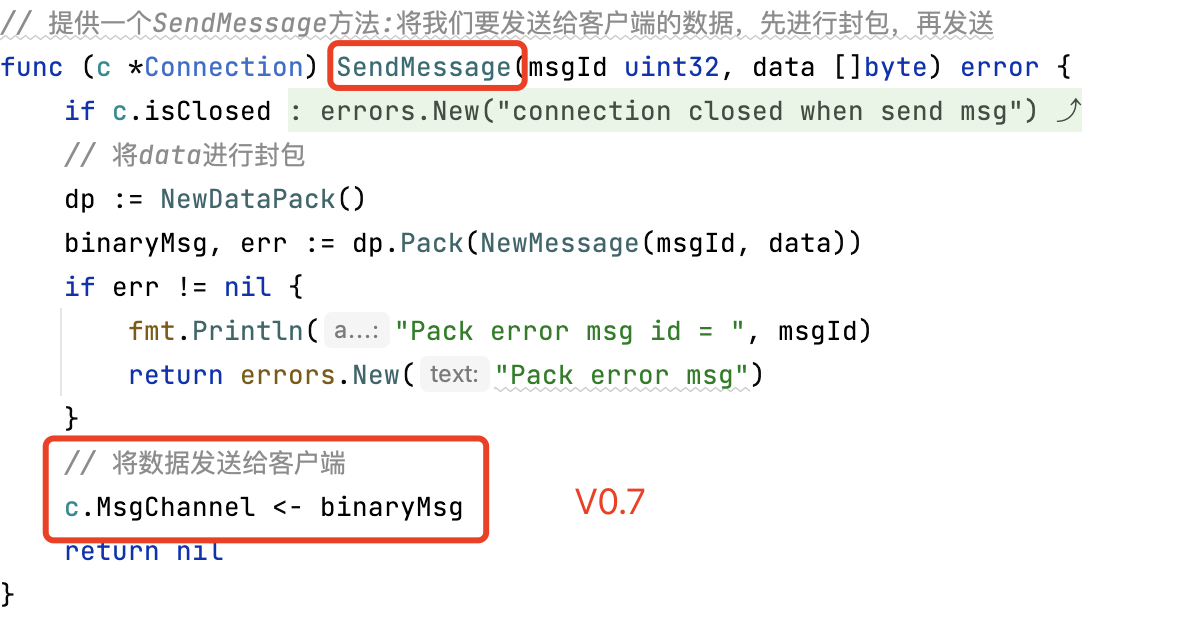 // 提供一个SendMessage方法:将我们要发送给客户端的数据, 先进行封包, 再发送
func (c *Connection) SendMessage(msgId uint32, data []byte) error {
if c.isClosed : errors.New("connection closed when send msg") ⤴
// 将data进行封包
dp := NewDataPack()
binaryMsg, err := dp.Pack(NewMessage(msgId, data))
if err != nil {
fmt.Println( a...: "Pack error msg id = ", msgId)
return errors.New( text: "Pack error msg")
}
// 将数据发送给客户端
c.MsgChannel <- binaryMsg
V0.7
return nil
}